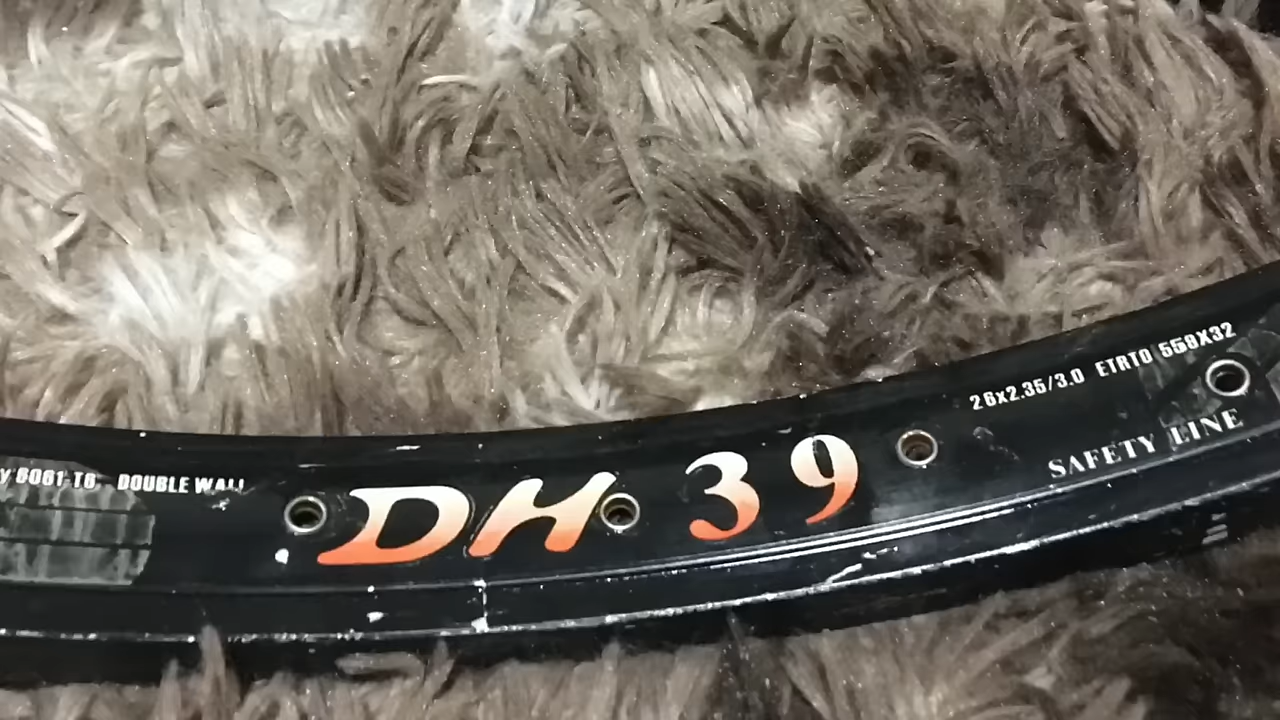 y 6061-T6 DOUBLE WALL
DH 39
26x2.35/3.0 ETRTO 559X32
SAFETY LINE